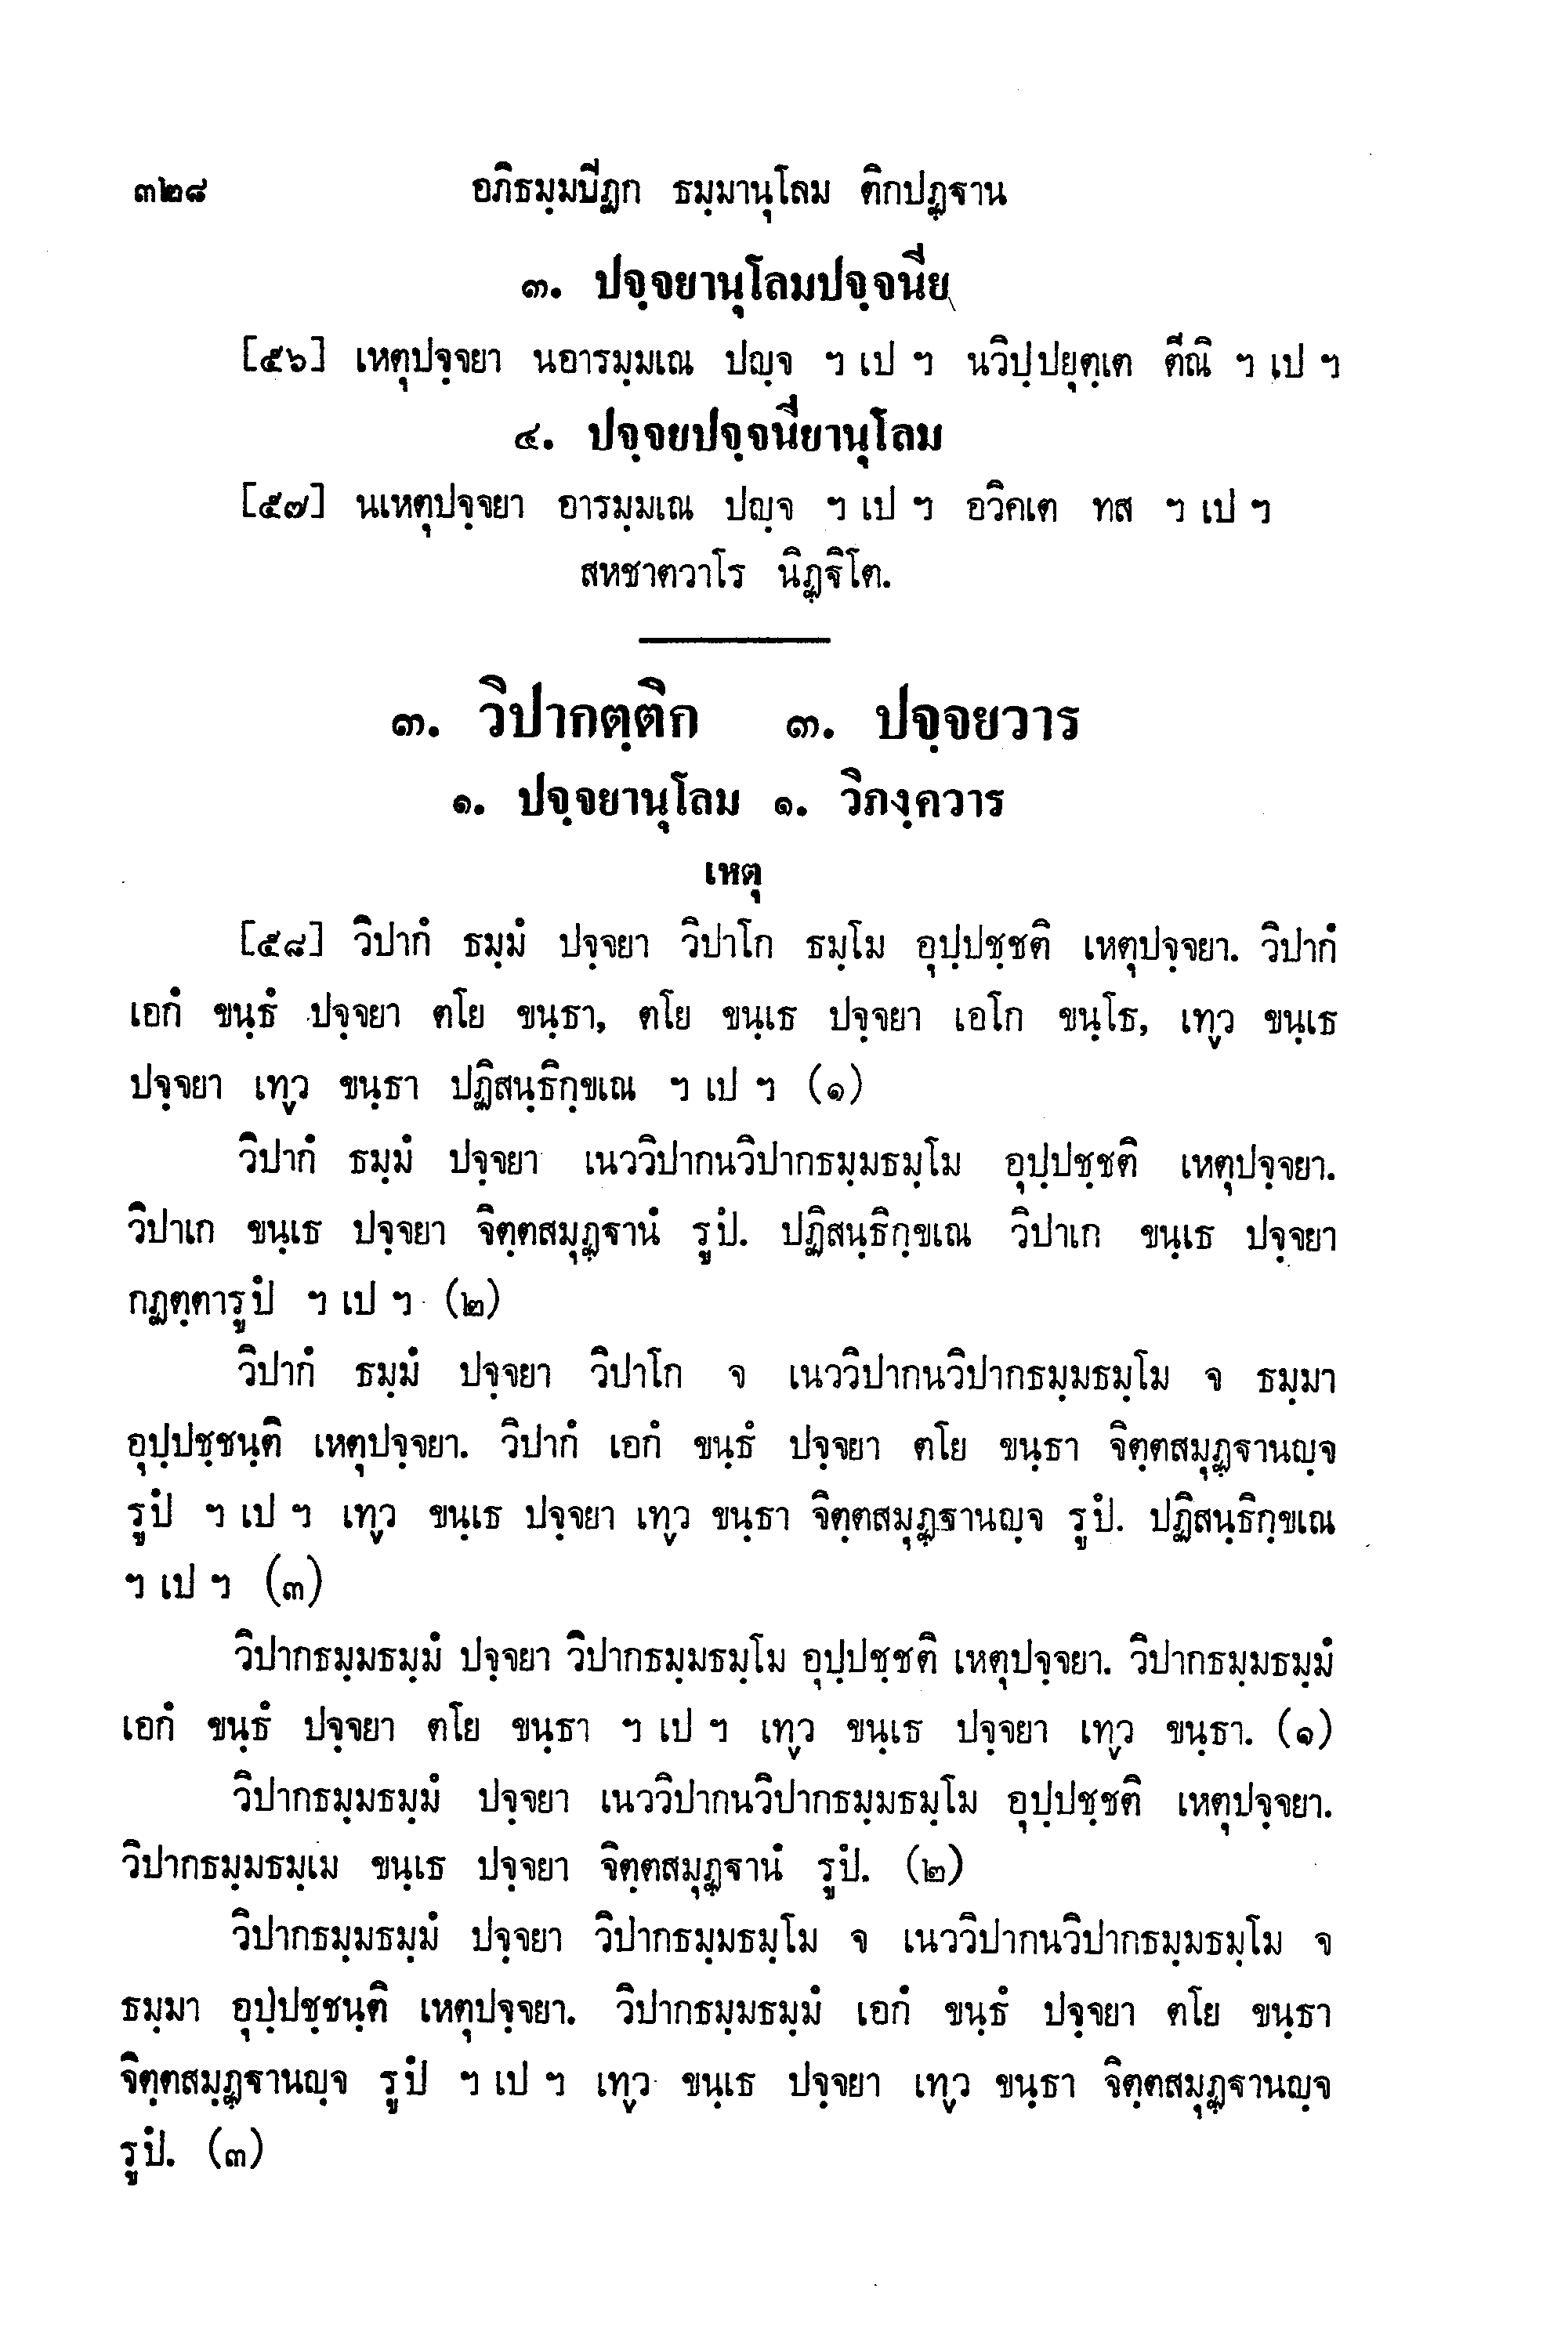 ๓๒๘ อภิธมฺมปีฏก ธมฺมานุโลม ติกปฏฺฐาน
๓. ปจฺจยานุโลมปจฺจนีย
[๕๖] เหตุปจฺจยา นอารมฺมเณ ปญฺจ ฯ เป ฯ นวิปฺปยุตฺเต ตีณิ ฯ เป ฯ
๔. ปจฺจยปจฺจนียานุโลม
[๕๗] นเหตุปจฺจยา อารมฺมเณ ปญฺจ ฯ เป ฯ อวิคเต ทส ฯ เป ฯ
สหชาตวาโร นิฏฺฐิโต.
๓. วิปากตฺติก ๓. ปจฺจยวาร
๑. ปจฺจยานุโลม ๑. วิภงฺควาร
เหตุ
[๕๘] วิปากํ ธมฺมํ ปจฺจยา วิปาโก ธมฺโม อุปฺปชฺชติ เหตุปจฺจยา. วิปากํ
เอกํ ขนฺธํ ปจฺจยา ตโย ขนฺธา, ตโย ขนฺเธ ปจฺจยา เอโก ขนฺโธ, เทฺว ขนฺเธ
ปจฺจยา เทฺว ขนฺธา ปฏิสนฺธิกฺขเณ ฯ เป ฯ (๑)
วิปากํ ธมฺมํ ปจฺจยา เนววิปากนวิปากธมฺมธมฺโม อุปฺปชฺชติ เหตุปจฺจยา.
วิปาเก ขนฺเธ ปจฺจยา จิตฺตสมุฏฺฐานํ รูปํ. ปฏิสนฺธิกฺขเณ วิปาเก ขนฺเธ ปจฺจยา
กฏตฺตารูปํ ฯ เป ฯ (๒)
วิปากํ ธมฺมํ ปจฺจยา วิปาโก จ เนววิปากนวิปากธมฺมธมฺโม จ ธมฺมา
อุปฺปชฺชนฺติ เหตุปจฺจยา. วิปากํ เอกํ ขนฺธํ ปจฺจยา ตโย ขนฺธา จิตฺตสมุฏฺฐานญฺจ
รูปํ ฯ เป ฯ เทฺว ขนฺเธ ปจฺจยา เทฺว ขนฺธา จิตฺตสมุฏฺฐานญฺจ รูปํ. ปฏิสนฺธิกฺขเณ
ฯ เป ฯ (๓)
วิปากธมฺมธมฺมํ ปจฺจยา วิปากธมฺมธมฺโม อุปฺปชฺชติ เหตุปจฺจยา. วิปากธมฺมธมฺมํ
เอกํ ขนฺธํ ปจฺจยา ตโย ขนฺธา ฯ เป ฯ เทฺว ขนฺเธ ปจฺจยา เทฺว ขนฺธา. (๑)
วิปากธมฺมธมฺมํ ปจฺจยา เนววิปากนวิปากธมฺมธมฺโม อุปฺปชฺชติ เหตุปจฺจยา.
วิปากธมฺมธมฺเม ขนฺเธ ปจฺจยา จิตฺตสมุฏฺฐานํ รูปํ. (๒)
วิปากธมฺมธมฺมํ ปจฺจยา วิปากธมฺมธมฺโม จ เนววิปากนวิปากธมฺมธมฺโม จ
ธมฺมา อุปฺปชฺชนฺติ เหตุปจฺจยา. วิปากธมฺมธมฺมํ เอกํ ขนฺธํ ปจฺจยา ตโย ขนฺธา
จิตฺตสมุฏฺฐานญฺจ รูปํ ฯ เป ฯ เทฺว ขนฺเธ ปจฺจยา เทฺว ขนฺธา จิตฺตสมุฏฺฐานญฺจ
รูปํ. (๓)